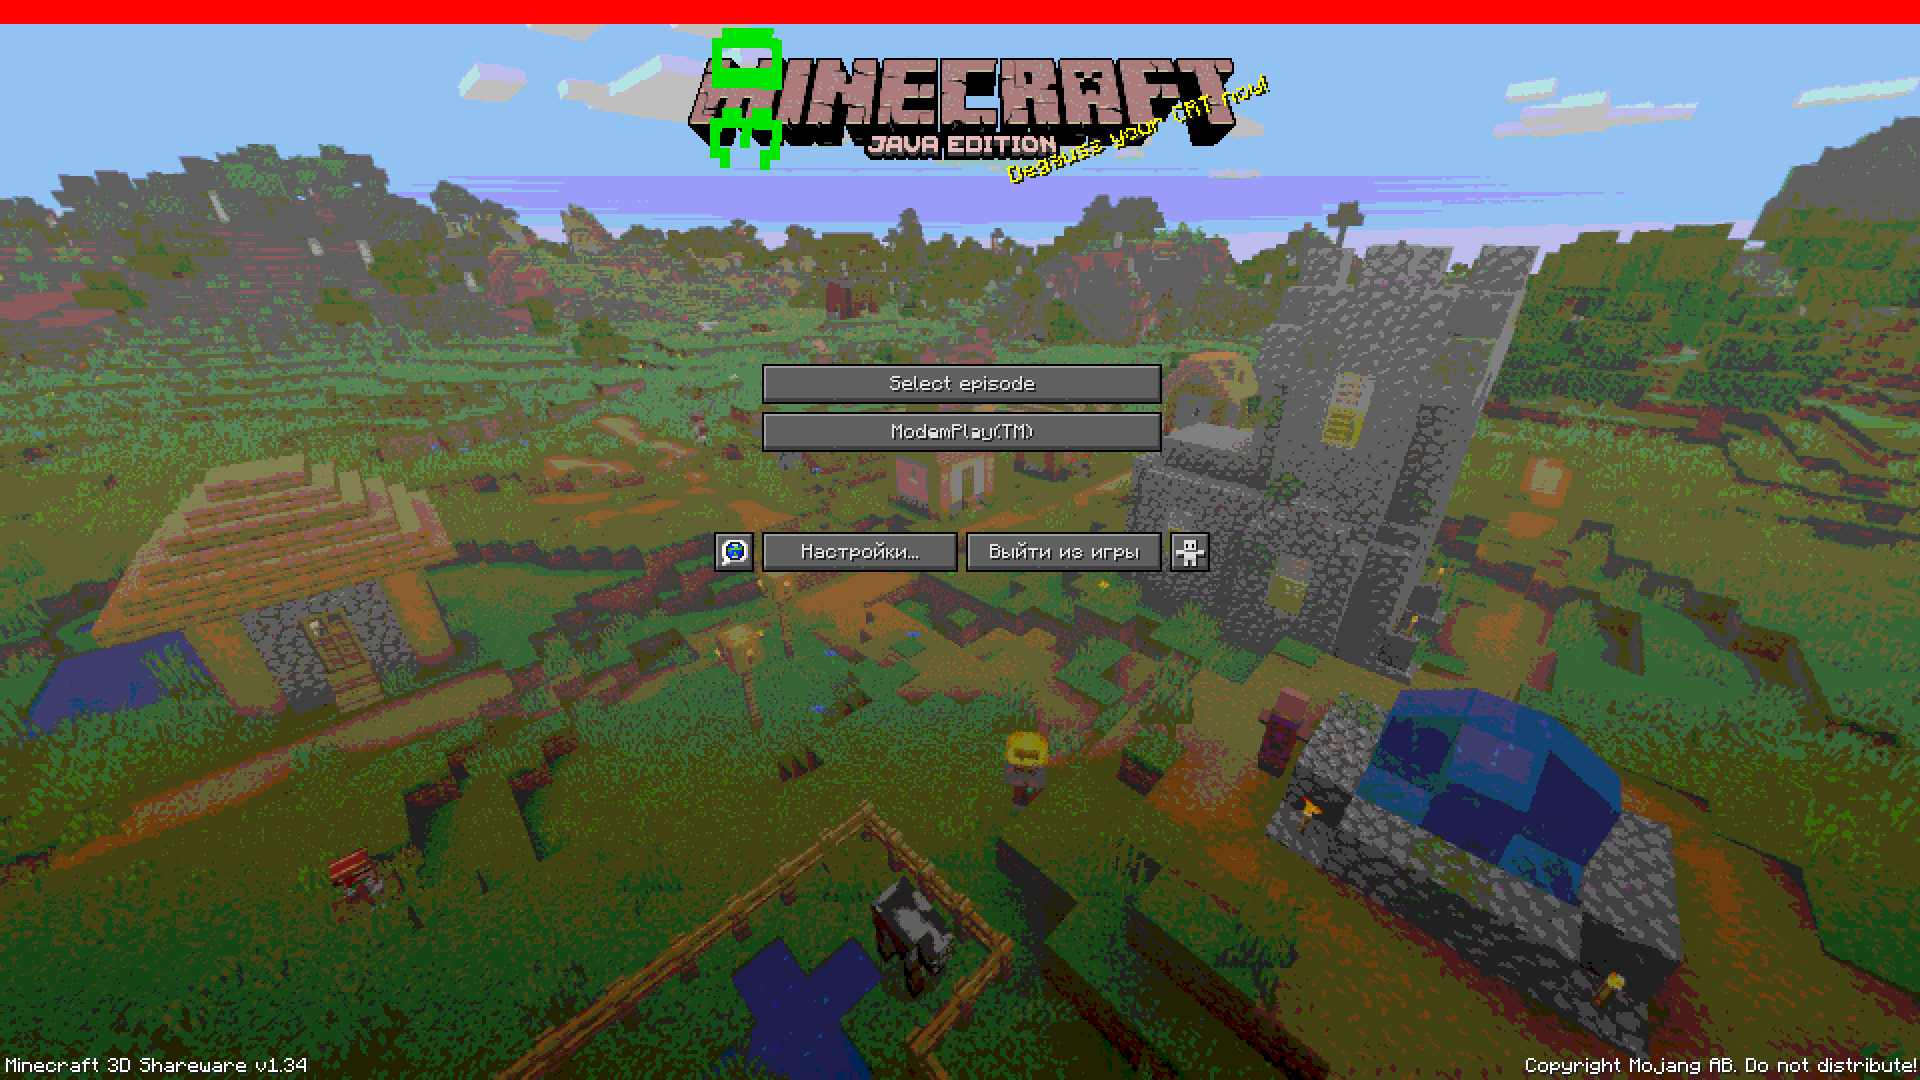 MINECRAFT
JAVA EDITION
Degauss your CRT now!
Select episode
ModemPlay(TM)
Настройки...
Выйти из игры
Minecraft 3D Shareware v1.34
Copyright Mojang AB. Do not distribute!